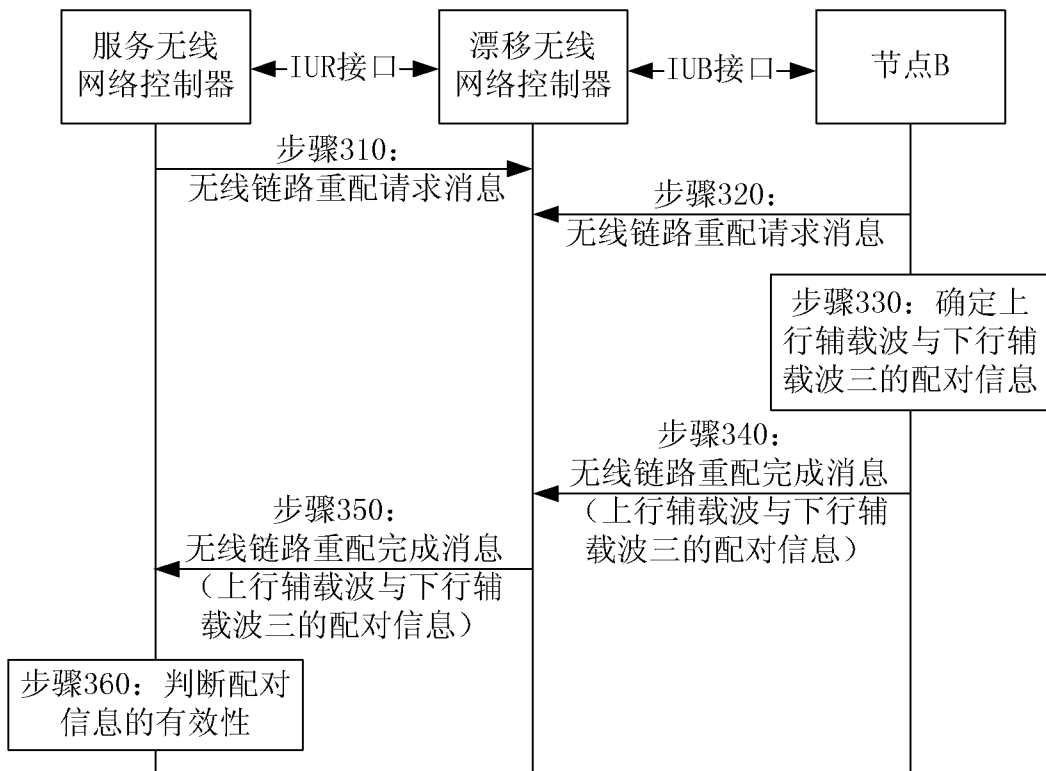 服务无线
网络控制器
IUR接口
漂移无线
网络控制器
IUB接口
节点B
步骤310：
无线链路重配请求消息
步骤320：
无线链路重配请求消息
步骤330：确定上
行辅载波与下行辅
载波三的配对信息
步骤340：
无线链路重配完成消息
（上行辅载波与下行辅
载波三的配对信息）
步骤350：
无线链路重配完成消息
（上行辅载波与下行辅
载波三的配对信息）
步骤360：判断配对
信息的有效性